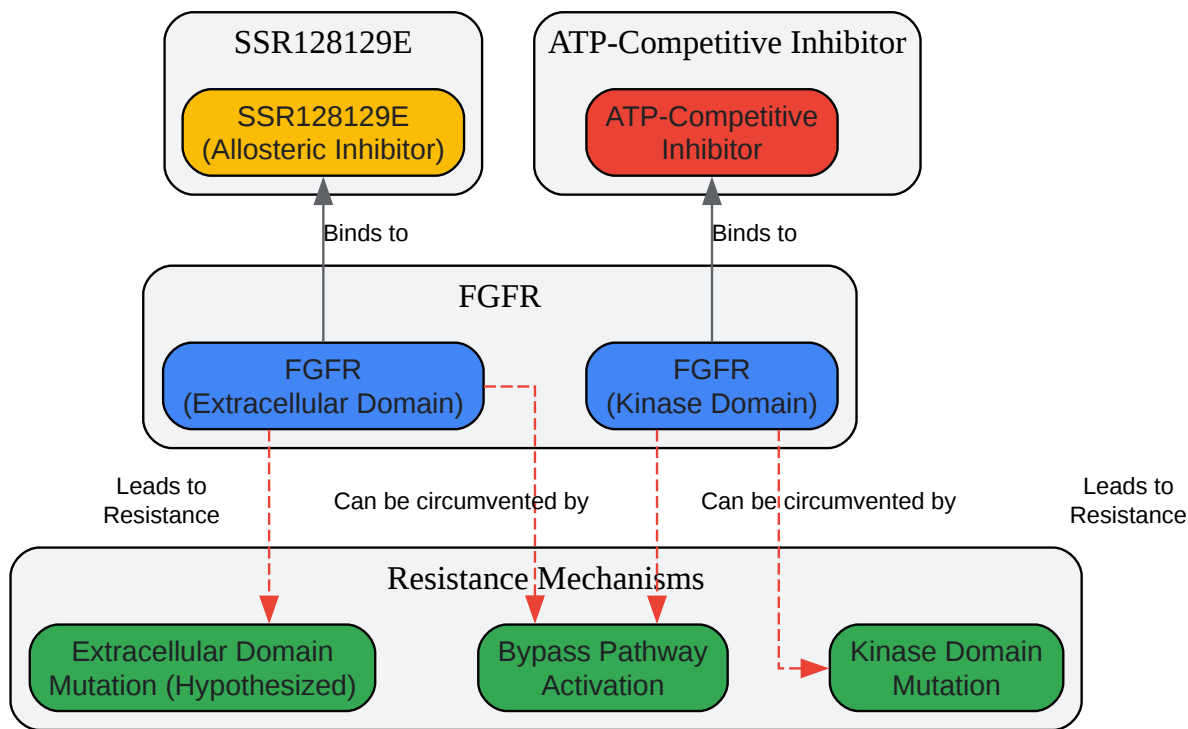 SSR128129E
ATP-Competitive Inhibitor
SSR128129E
(Allosteric Inhibitor)
ATP-Competitive
Inhibitor
Binds to
Binds to
FGFR
FGFR
(Extracellular Domain)
FGFR
(Kinase Domain)
Leads to
Resistance
Can be circumvented by
Can be circumvented by
Leads to
Resistance
Resistance Mechanisms
Extracellular Domain
Mutation (Hypothesized)
Bypass Pathway
Activation
Kinase Domain
Mutation